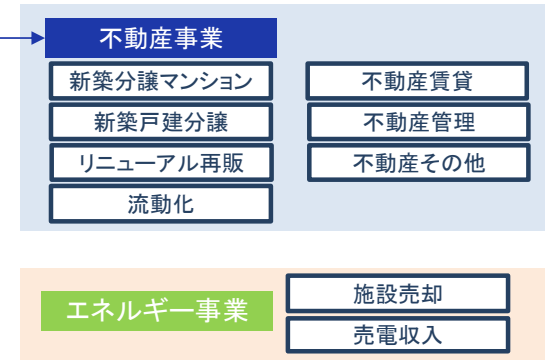 不動産事業
新築分譲マンション
不動産賃貸
新築戸建分譲
不動産管理
リニューアル再販
不動産その他
流動化
エネルギー事業
施設売却
売電収入